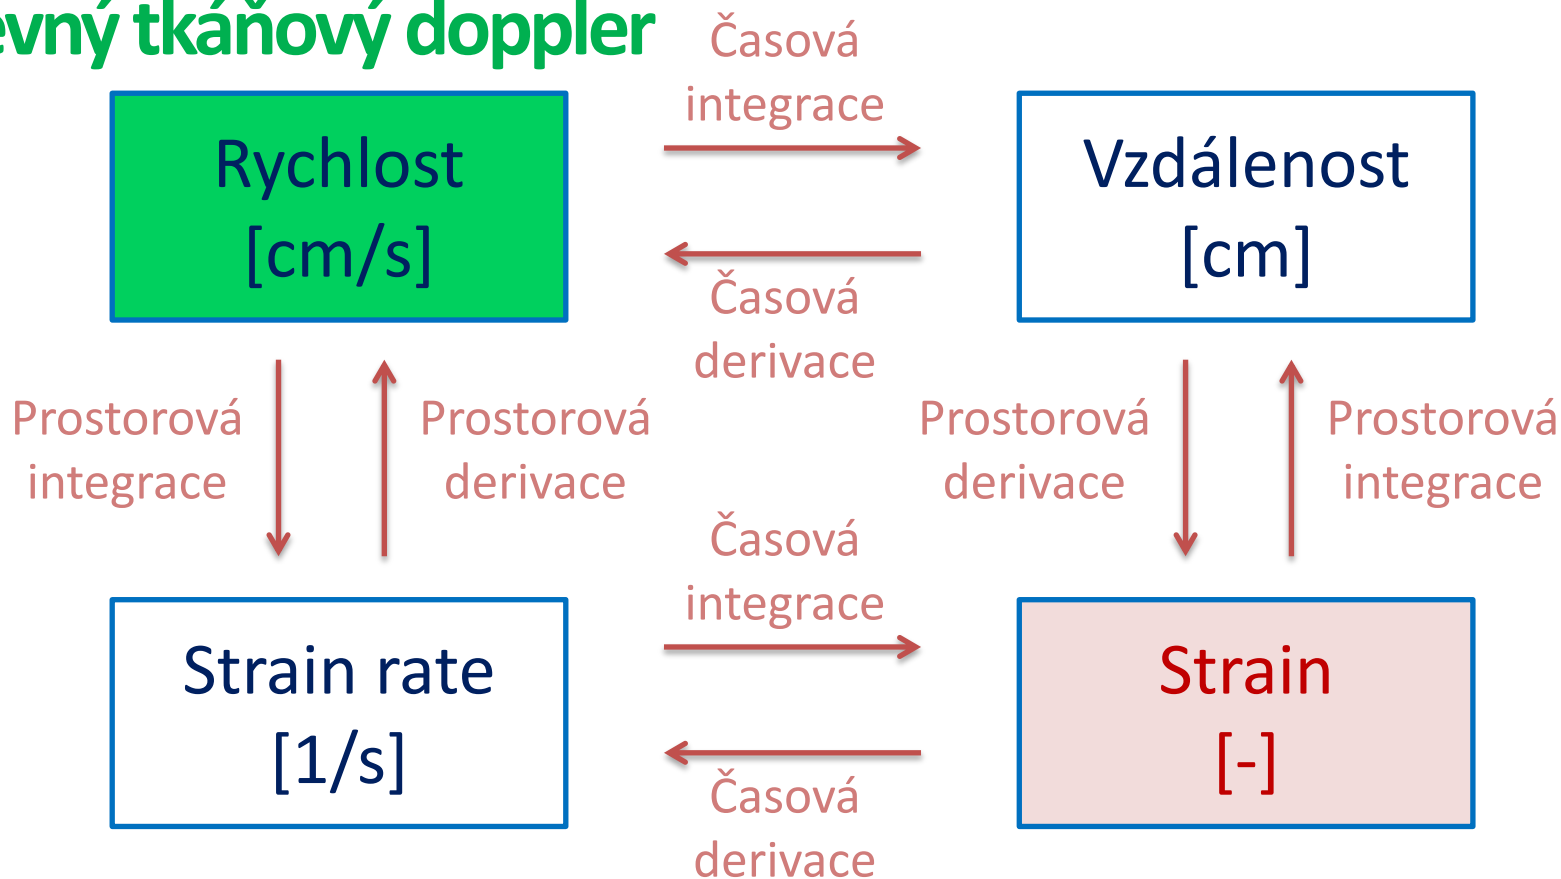 tkáňový doppler
Časová
integrace
Rychlost
[cm/s]
Vzdálenost
[cm]
Časová
derivace
Prostorová
integrace
Prostorová
derivace
Prostorová
derivace
Prostorová
integrace
Časová
integrace
Strain rate
[1/s]
Strain
[-]
Časová
derivace